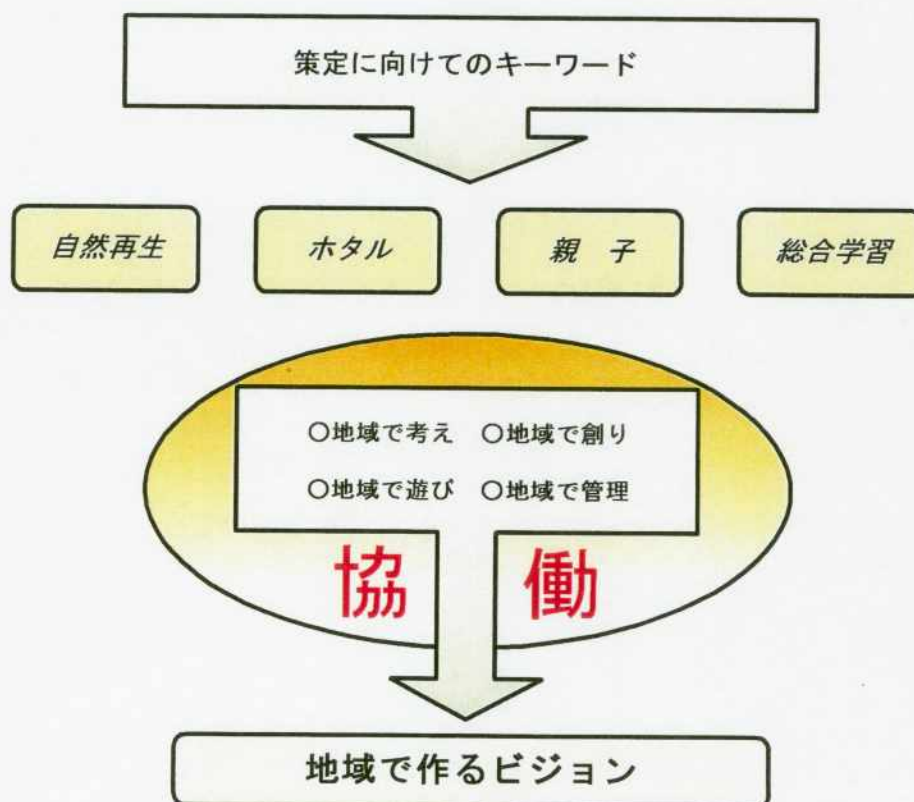 策定に向けてのキーワード
自然再生 ホタル 親 子 総合学習
○地域で考え ○地域で創り
○地域で遊び ○地域で管理
協 働
地域で作るビジョン